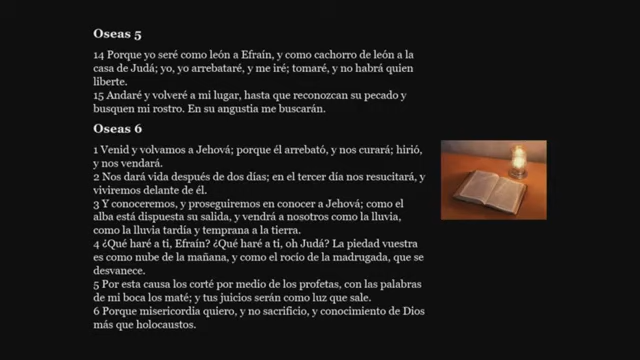 Oseas 5
14 Porque yo seré como león a Efraín, y como cachorro de león a la
casa de Judá; yo, yo arrebataré, y me iré; tomaré, y no habrá quien
liberte.
15 Andaré y volveré a mi lugar, hasta que reconozcan su pecado y
busquen mi rostro. En su angustia me buscarán.
Oseas 6
1 Venid y volvamos a Jehová; porque él arrebató, y nos curará; hirió,
y nos vendará.
2 Nos dará vida después de dos días; en el tercer día nos resucitará, y
viviremos delante de él.
3 Y conoceremos, y proseguiremos en conocer a Jehová; como el
alba está dispuesta su salida, y vendrá a nosotros como la lluvia,
como la lluvia tardía y temprana a la tierra.
4 ¿Qué haré a ti, Efraín? ¿Qué haré a ti, oh Judá? La piedad vuestra
es como nube de la mañana, y como el rocío de la madrugada, que se
desvanece.
5 Por esta causa los corté por medio de los profetas, con las palabras
de mi boca los maté; y tus juicios serán como luz que sale.
6 Porque misericordia quiero, y no sacrificio, y conocimiento de Dios
más que holocaustos.